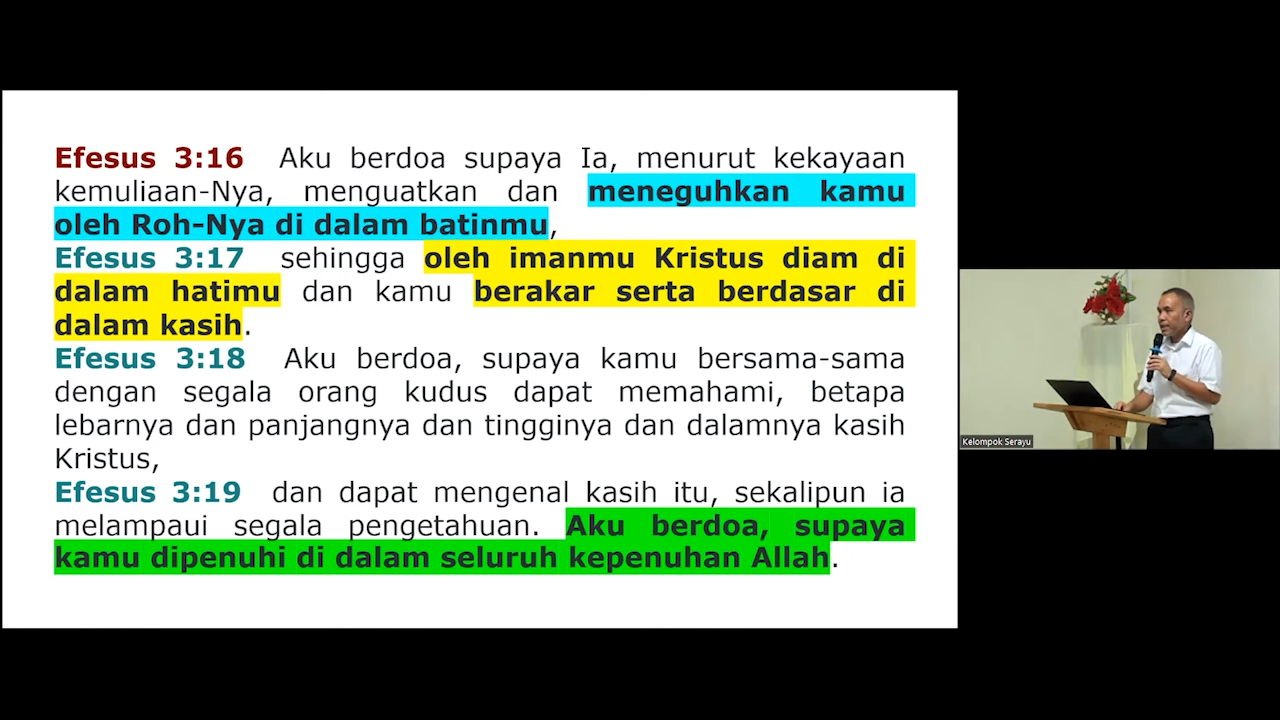 Efesus 3:16 Aku berdoa supaya Ia, menurut kekayaan
kemuliaan-Nya, menguatkan dan meneguhkan kamu
oleh Roh-Nya di dalam batinmu,
Efesus 3:17 sehingga oleh imanmu Kristus diam di
dalam hatimu dan kamu berakar serta berdasar di
dalam kasih.
Efesus 3:18 Aku berdoa, supaya kamu bersama-sama
dengan segala orang kudus dapat memahami, betapa
lebarnya dan panjangnya dan tingginya dan dalamnya kasih
Kristus,
Efesus 3:19 dan dapat mengenal kasih itu, sekalipun ia
melampaui segala pengetahuan. Aku berdoa, supaya
kamu dipenuhi di dalam seluruh kepenuhan Allah.
Kelompok Serayu